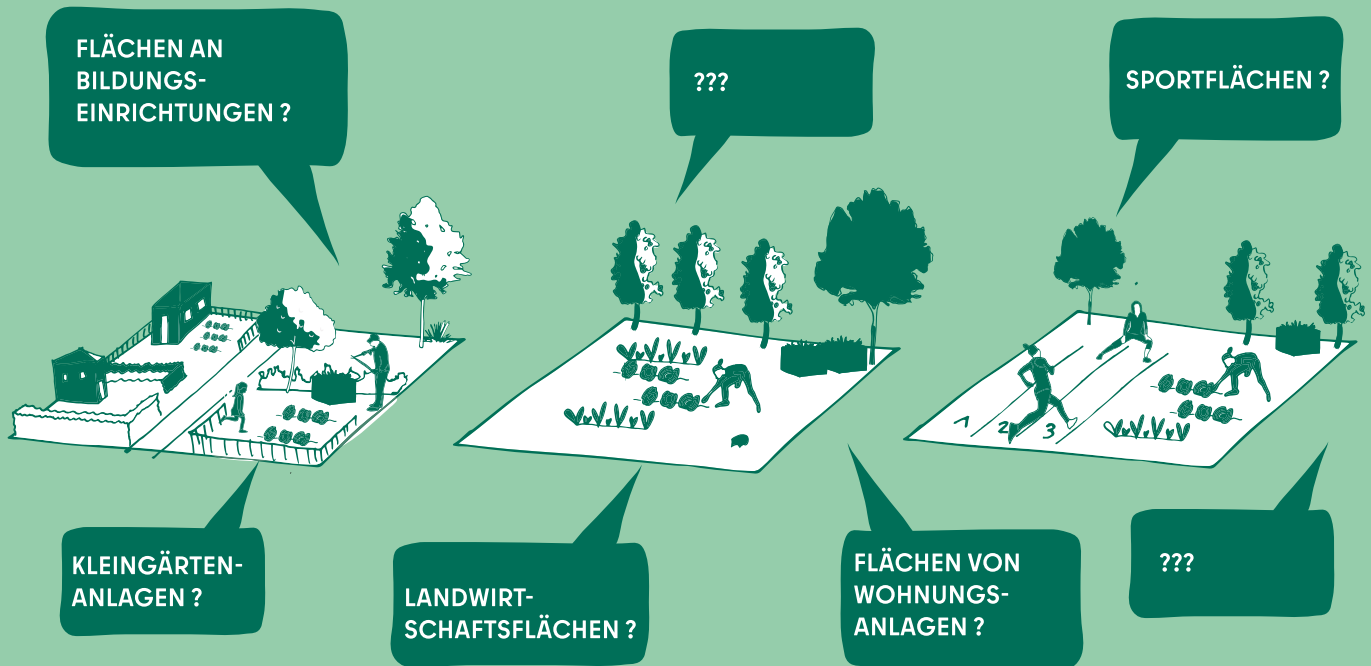 FLÄCHEN AN
BILDUNGS-
EINRICHTUNGEN ?
???
SPORTFLÄCHEN ?
1 2 3
KLEINGÄRTEN-
ANLAGEN ?
LANDWIRT-
SCHAFTSFLÄCHEN ?
FLÄCHEN VON
WOHNUNGS-
ANLAGEN ?
???